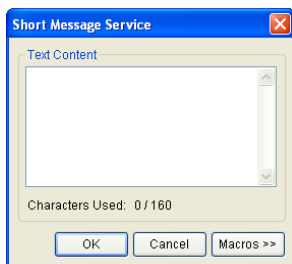 Short Message Service
Text Content
Characters Used: 0 / 160
OK Cancel Macros >>